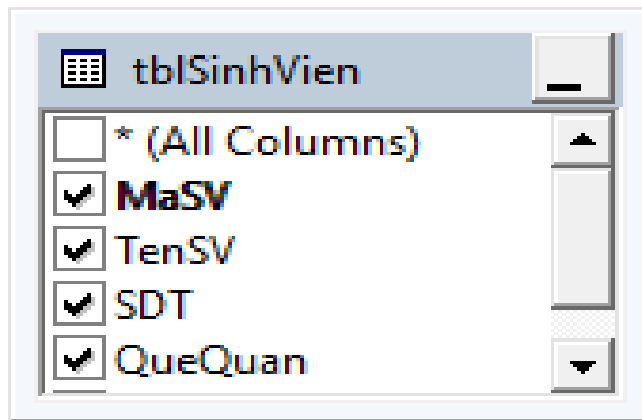 tblSinhVien
* (All Columns)
MaSV
TenSV
SDT
QueQuan